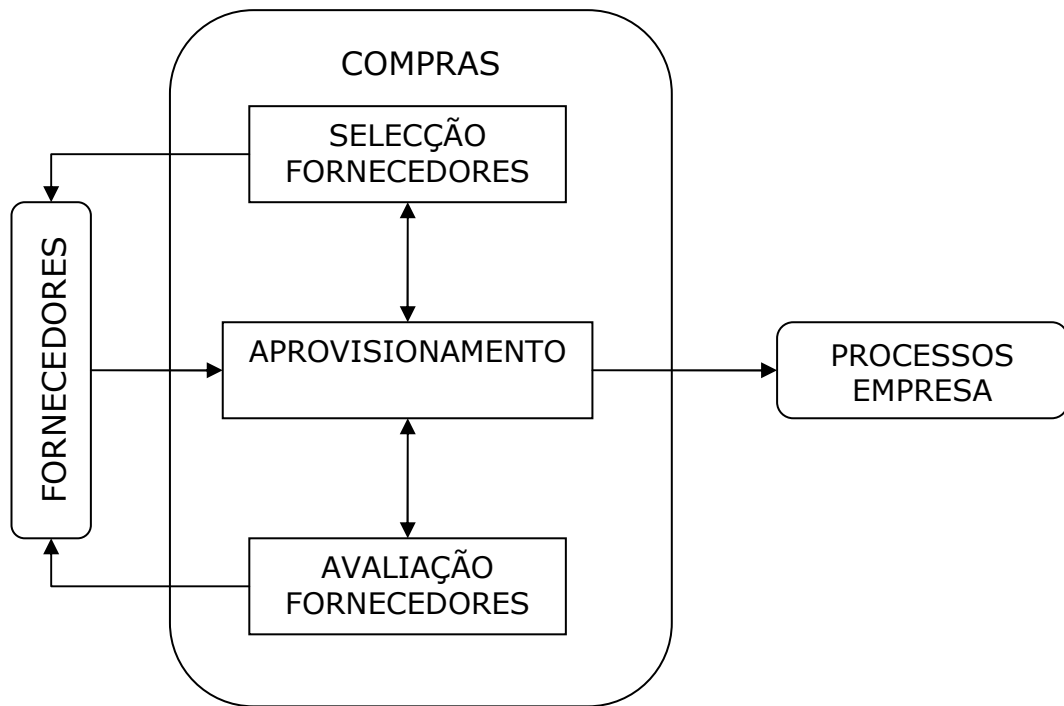 COMPRAS
SELECÇÃO
FORNECEDORES
FORNECEDORES
APROVISIONAMENTO
PROCESSOS
EMPRESA
AVALIAÇÃO
FORNECEDORES